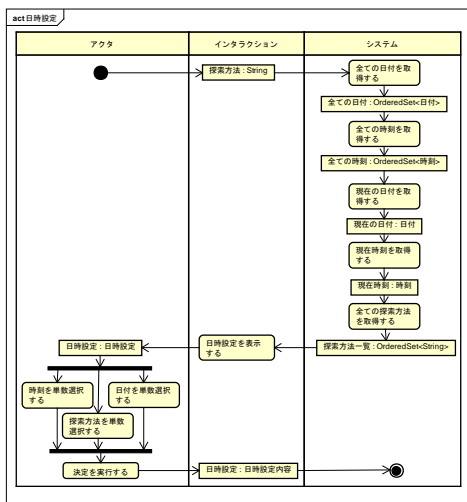 act 日時設定
アクタ
インタラクション
システム
探索方法 : String
全ての日付を取
得する
全ての日付 : OrderedSet<日付>
全ての時刻を取
得する
全ての時刻 : OrderedSet<時刻>
現在の日付を取
得する
現在の日付 : 日付
現在時刻を取得
する
現在時刻 : 時刻
全ての探索方法
を取得する
探索方法一覧 : OrderedSet<String>
日時設定を表示
する
日時設定 : 日時設定
時刻を単数選択
する
日付を単数選択
する
探索方法を単数
選択する
決定を実行する
日時設定 : 日時設定内容